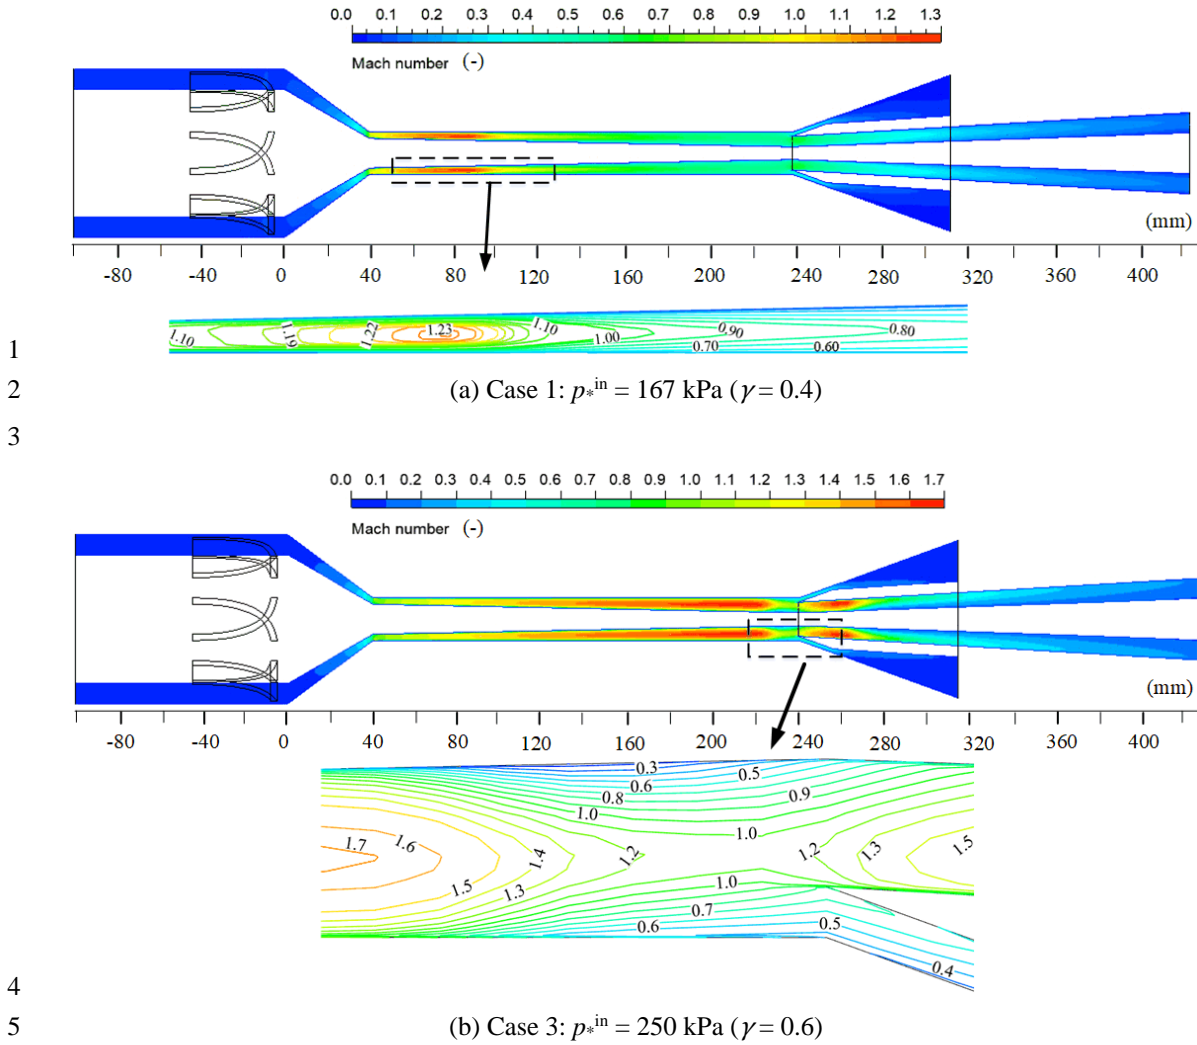 0.0 0.1 0.2 0.3 0.4 0.5 0.6 0.7 0.8 0.9 1.0 1.1 1.2 1.3
Mach number (-)
(mm)
-80 -40 0 40 80 120 160 200 240 280 320 360 400
1.10 1.19 1.22 1.23 1.10 1.00 0.90 0.70 0.80 0.60
1
2 (a) Case 1: p*in = 167 kPa (γ = 0.4)
3
0.0 0.1 0.2 0.3 0.4 0.5 0.6 0.8 0.9 1.0 1.1 1.2 1.3 1.4 1.5 1.6 1.7
Mach number (-)
(mm)
-80 -40 0 40 80 120 160 200 240 280 320 360 400
0.3 0.5
0.6
0.8 0.9
1.0 1.0
1.7 1.6 1.4 1.2 1.2 1.3 1.5
1.5 1.3 1.0
0.7
0.6 0.5
0.4
4
5 (b) Case 3: p*in = 250 kPa (γ = 0.6)